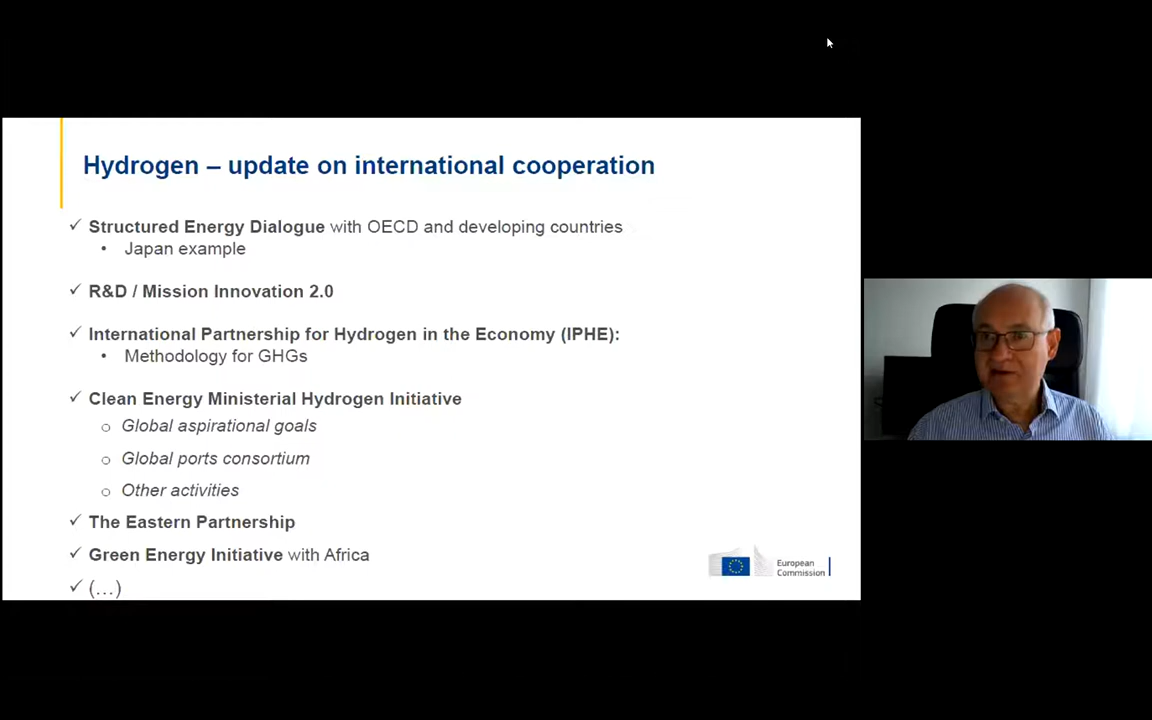 Hydrogen – update on international cooperation
✓ Structured Energy Dialogue with OECD and developing countries
• Japan example
✓ R&D / Mission Innovation 2.0
✓ International Partnership for Hydrogen in the Economy (IPHE):
• Methodology for GHGs
✓ Clean Energy Ministerial Hydrogen Initiative
o Global aspirational goals
o Global ports consortium
o Other activities
✓ The Eastern Partnership
✓ Green Energy Initiative with Africa
✓ (…)
European
Commission